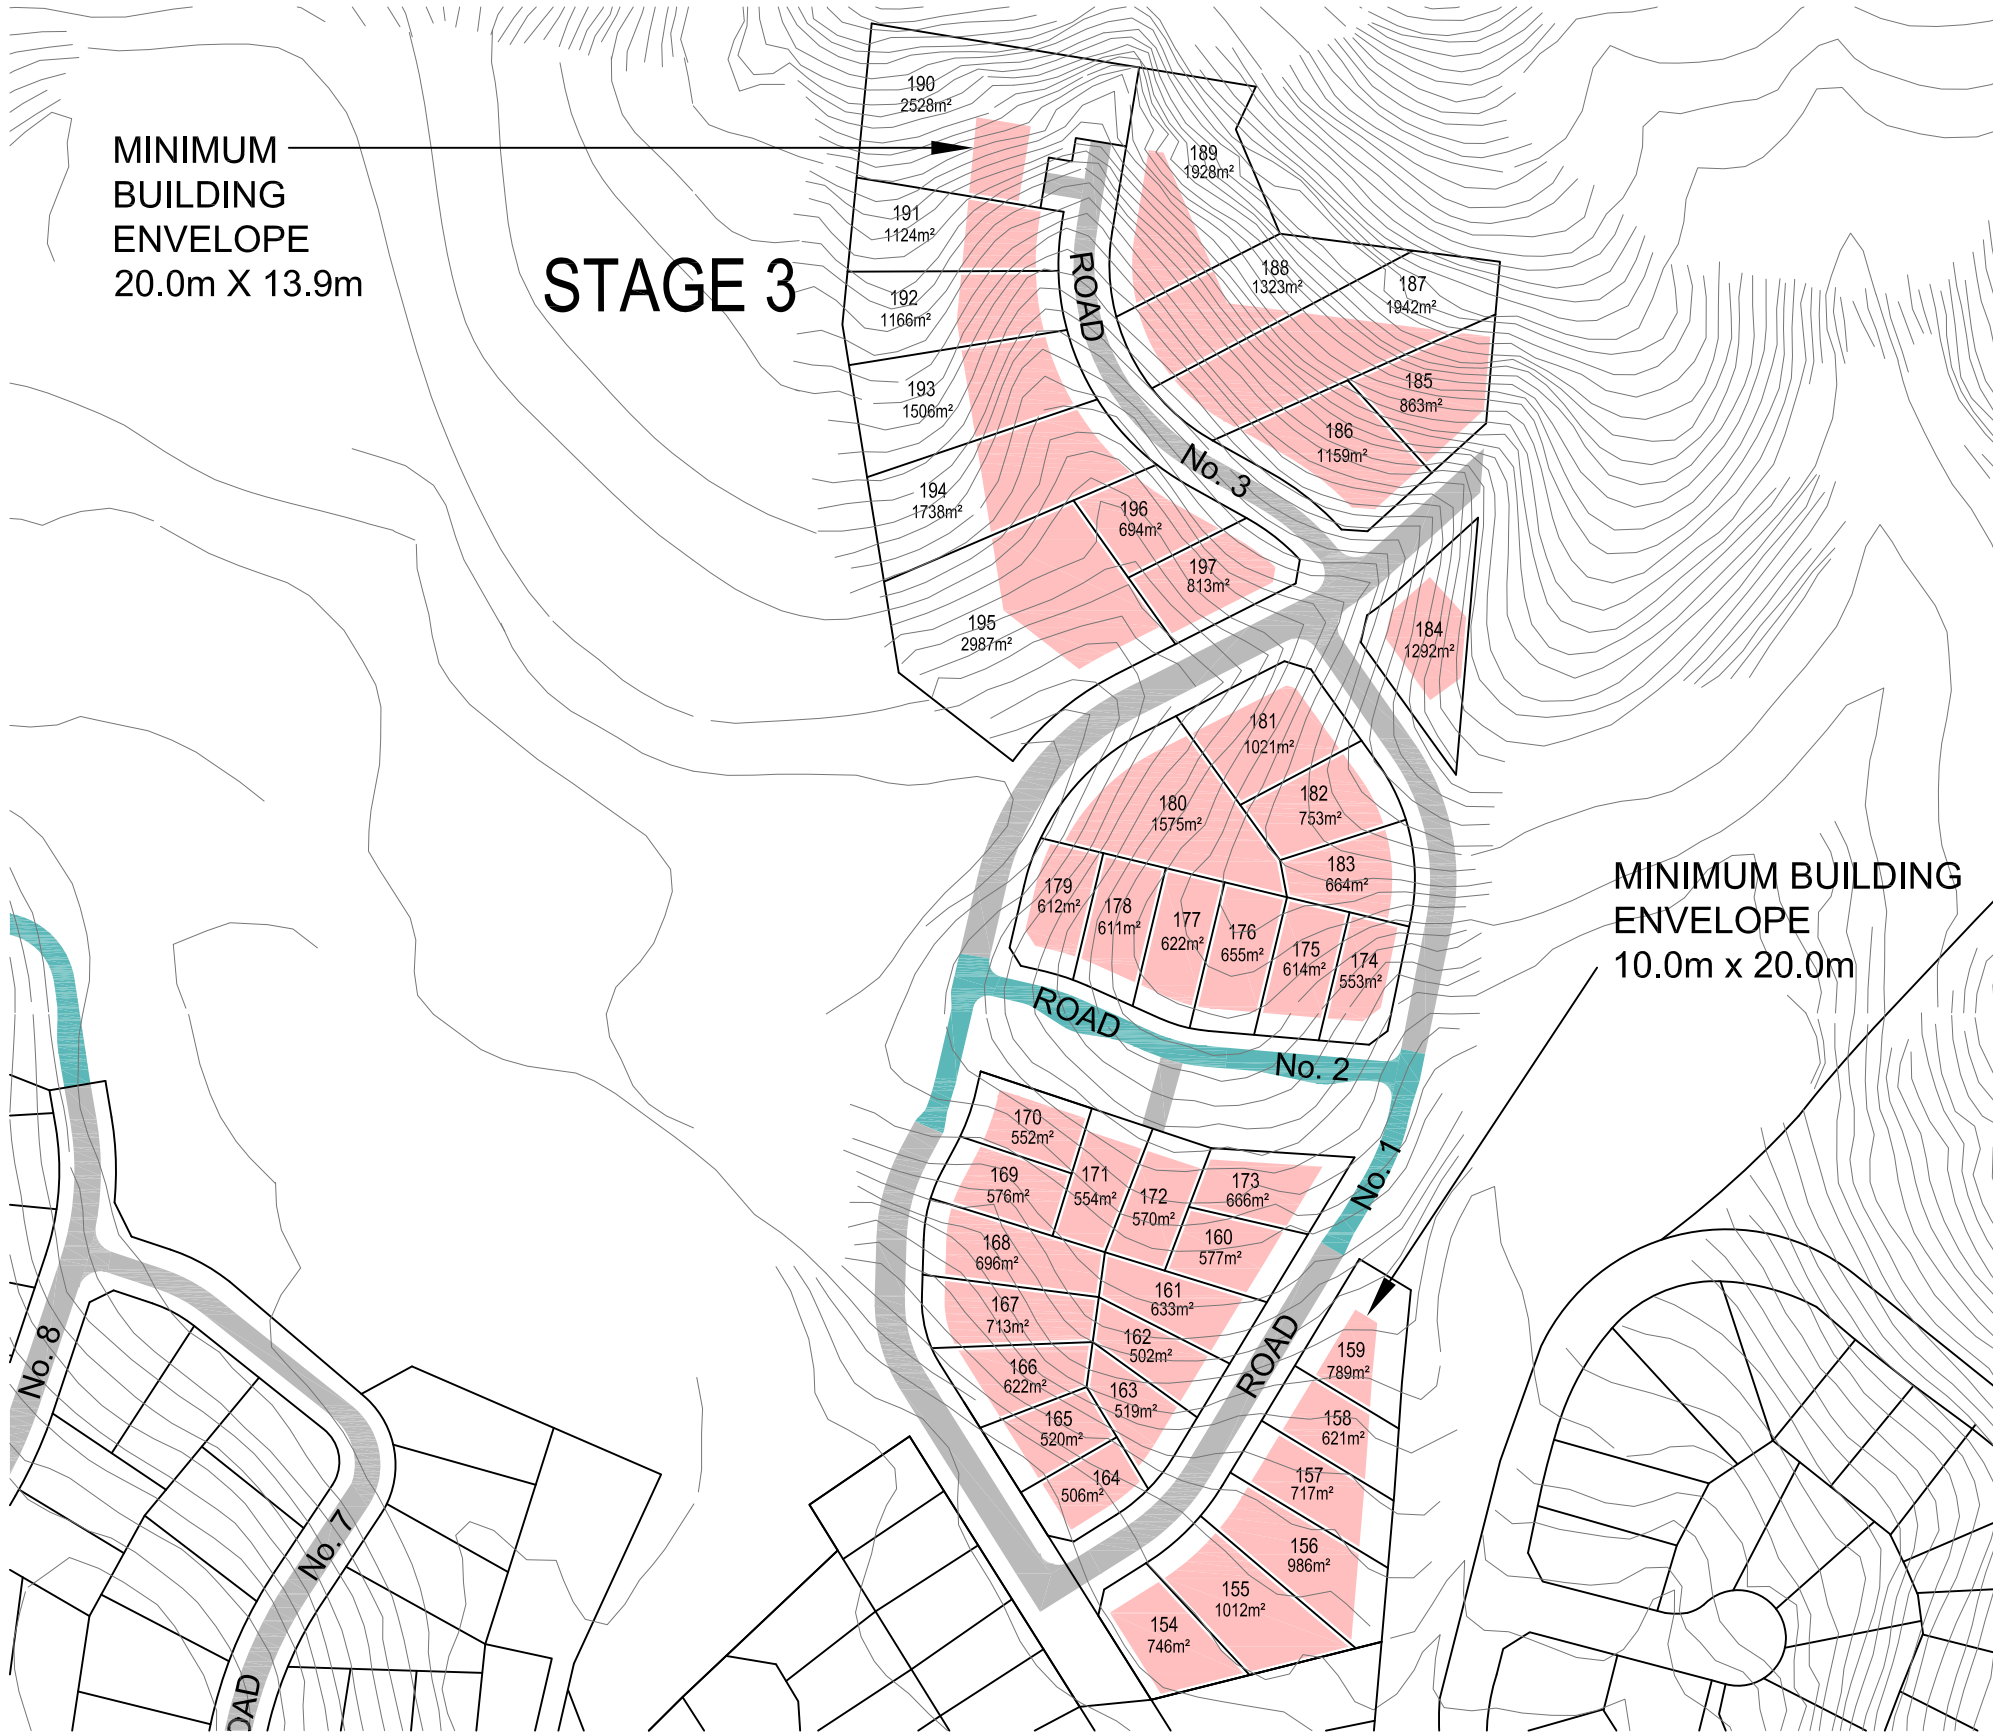 MINIMUM
BUILDING
ENVELOPE
20.0m X 13.9m
STAGE 3
190
2528m²
189
1928m²
191
1124m²
188
1323m²
187
1942m²
192
1166m²
ROAD
193
1506m²
185
863m²
186
1159m²
No. 3
194
1738m²
196
694m²
197
813m²
195
2987m²
184
1292m²
181
1021m²
180
1575m²
182
753m²
183
664m²
179
612m²
178
611m²
177
622m²
176
655m²
175
614m²
174
553m²
MINIMUM BUILDING
ENVELOPE
10.0m x 20.0m
ROAD
No. 2
170
552m²
169
576m²
171
554m²
172
570m²
173
666m²
No. 1
160
577m²
168
696m²
161
633m²
167
713m²
162
502m²
166
622m²
163
519m²
ROAD
159
789m²
165
520m²
158
621m²
164
506m²
157
717m²
156
986m²
155
1012m²
154
746m²
No. 8
No. 7
OAD